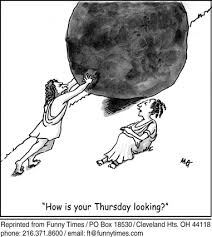 "How is your Thursday looking?"
Reprinted from Funny Times / PO Box 18530 / Cleveland Hts. OH 44118
phone: 216.371.8600 / email: ft@funnytimes.com